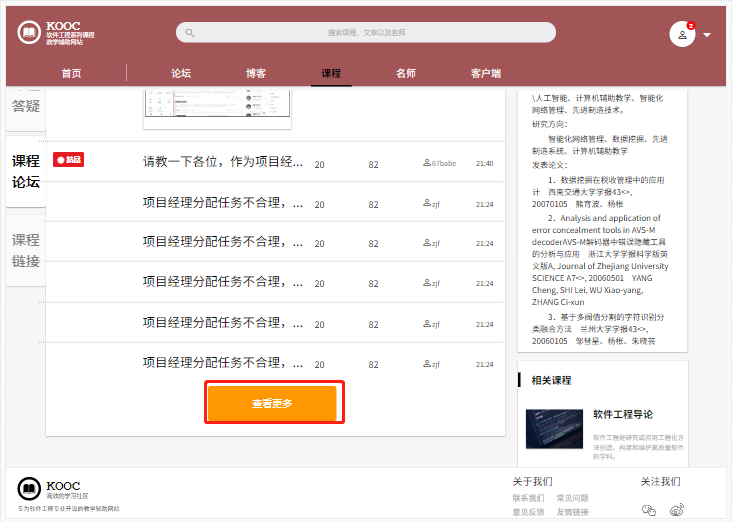 KOOC
软件工程系列课程
教学辅助网站
搜索课程，文章以及名师
2
首页
论坛
博客
课程
名师
客户端
答疑
课程
论坛
课程
链接
精品
请教一下各位，作为项目经...
20
82
67babe
21:40
项目经理分配任务不合理，...
20
82
zjf
21:24
项目经理分配任务不合理，...
20
82
zjf
21:24
项目经理分配任务不合理，...
20
82
zjf
21:24
项目经理分配任务不合理，...
20
82
zjf
21:24
项目经理分配任务不合理，...
20
82
zjf
21:24
查看更多
\人工智能、计算机辅助教学、智能化
网络管理、先进制造技术。
研究方向:
智能化网络管理、数据挖掘、先进
制造系统、计算机辅助教学
发表论文:
1．数据挖掘在税收管理中的应用
计　西南交通大学学报43<>,
20070105　熊育波、杨枨
2．Analysis and application of
error concealment tools in AVS-M
decoderAVS-M解码器中错误隐藏工具
的分析与应用　浙江大学学报科学版英
文版A, Journal of Zhejiang University
SCIENCE A7<>, 20060501　YANG
Cheng, SHI Lei, WU Xiao-yang,
ZHANG Ci-xun
3．基于多阈值分割的字符识别分
类融合方法　兰州大学学报43<>,
20060105　邹彗星、杨枨、朱晓芸
相关课程
软件工程导论
软件工程是研究或应用工程化方
法创造、构建和维护高质量软件
的学科。
KOOC
高效的学习社区
专为软件工程专业开设的教学辅助网站
关于我们
联系我们　常见问题
意见反馈　友情链接
关注我们